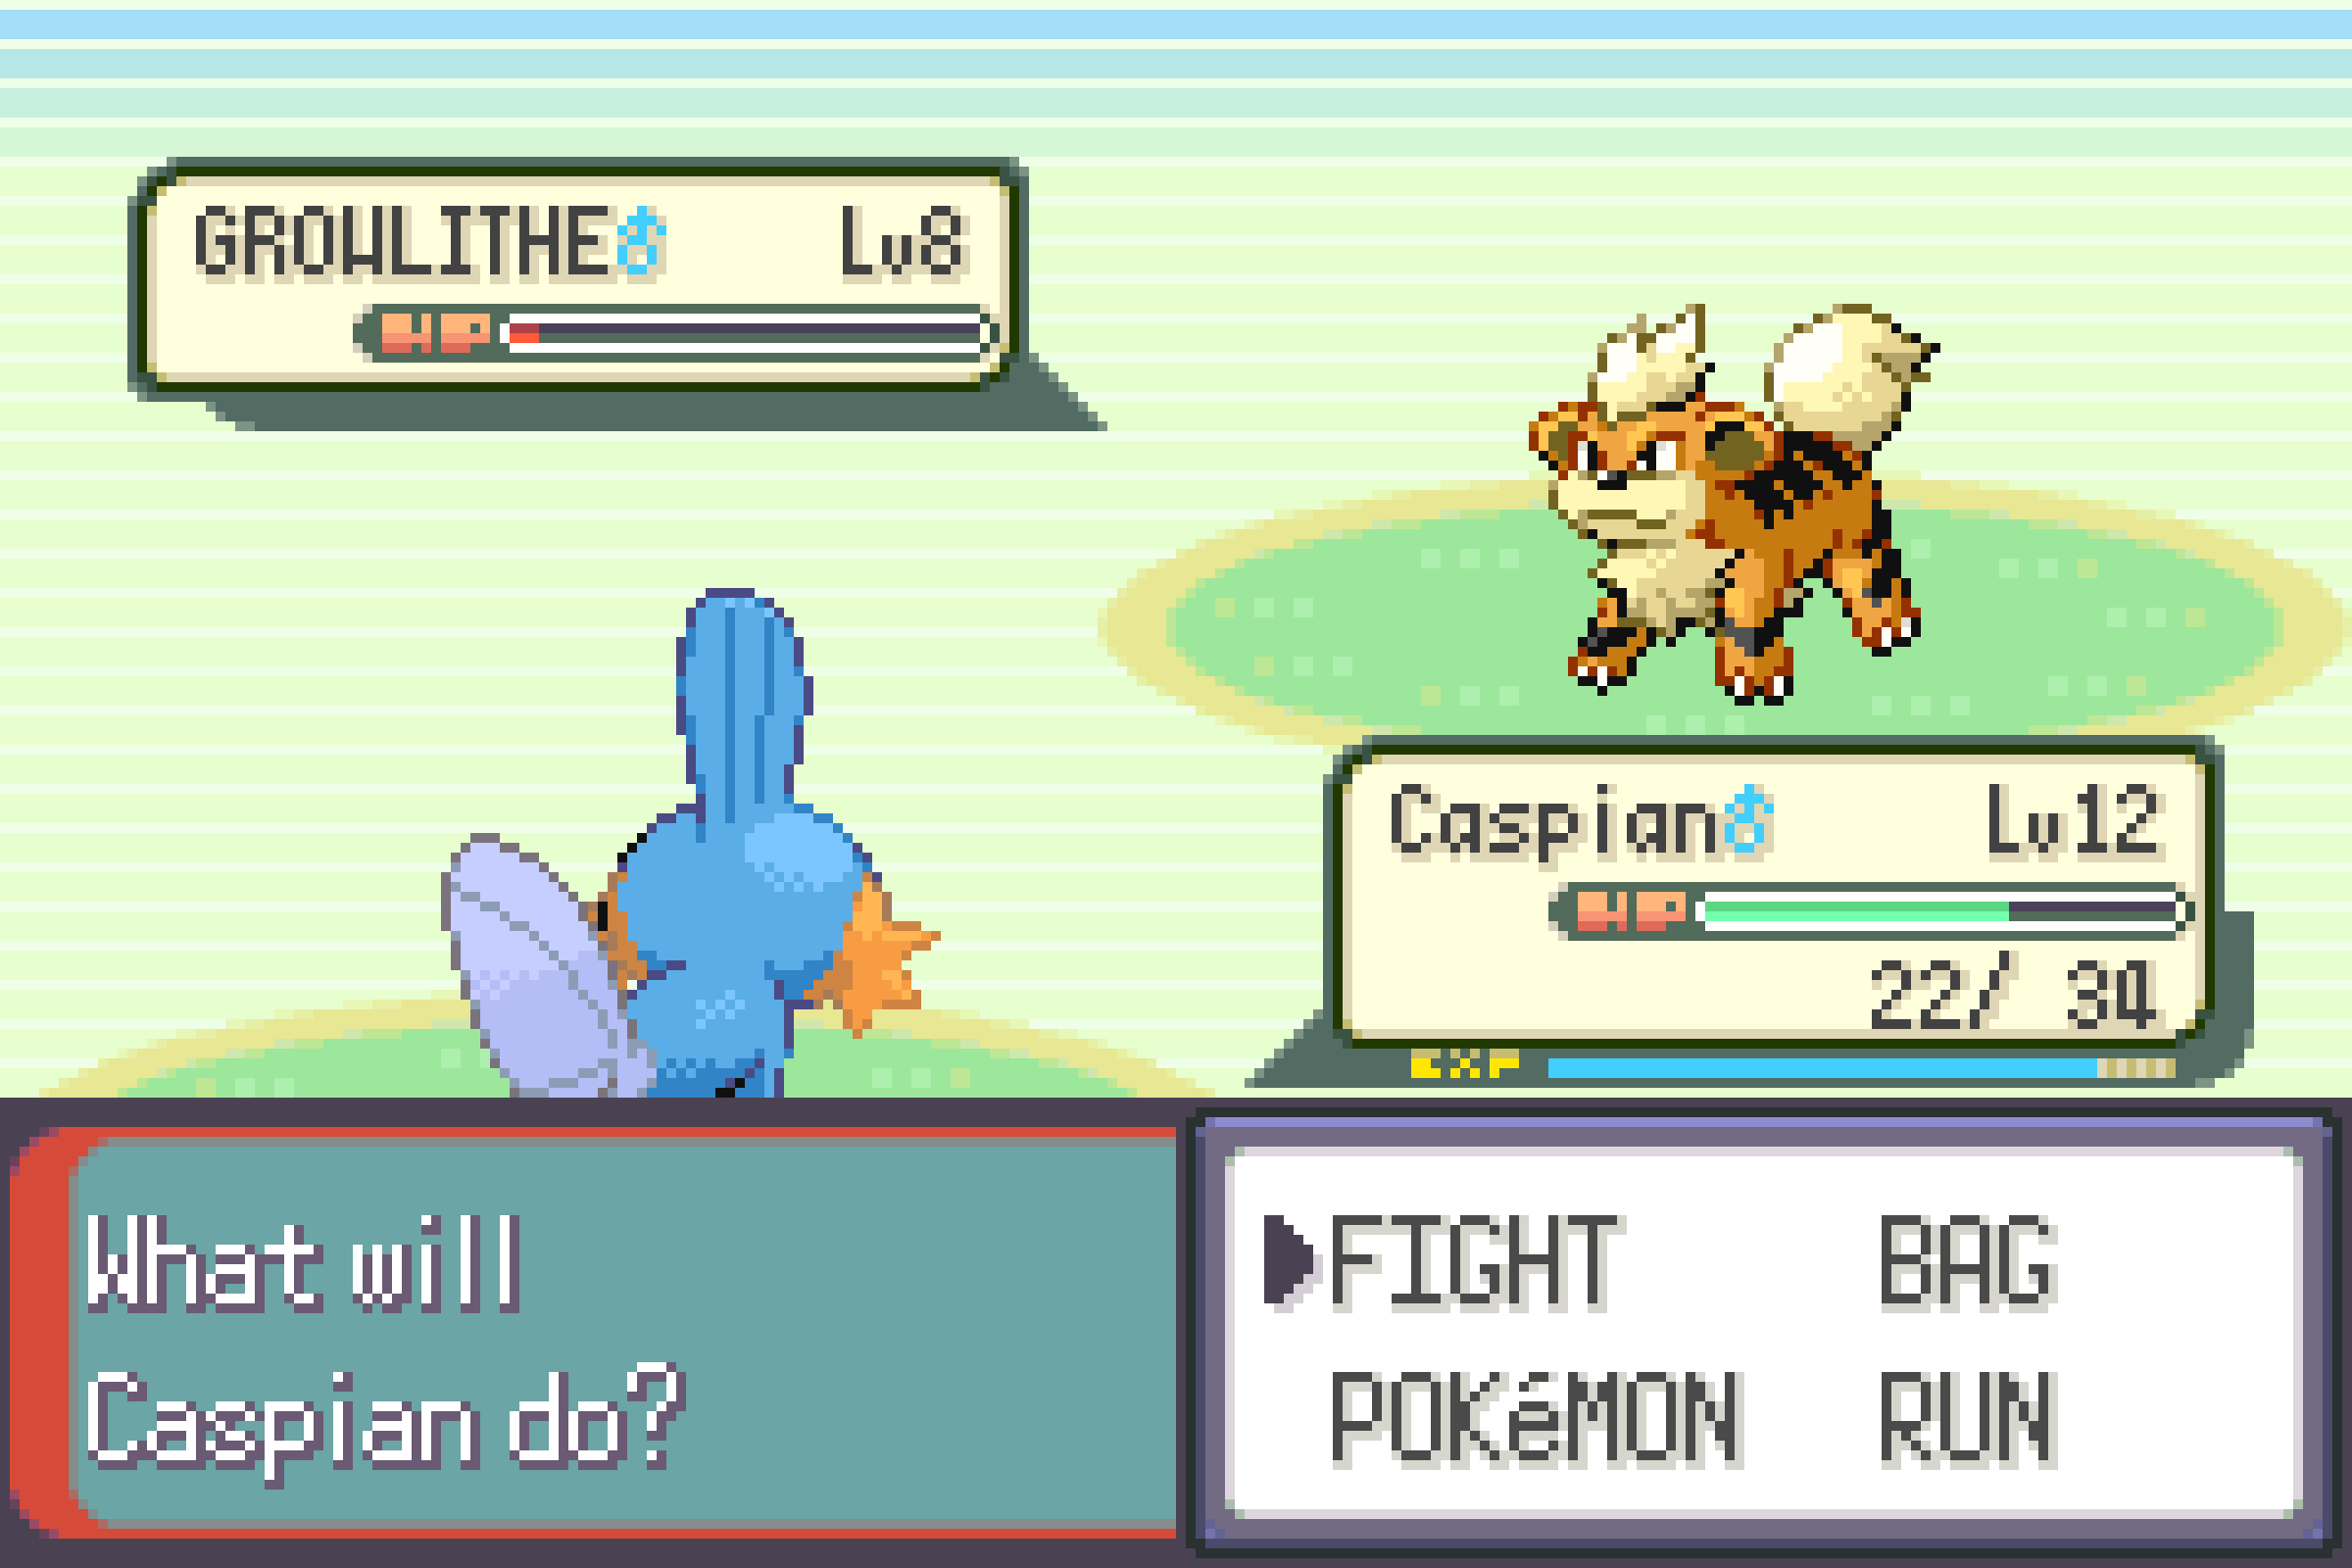 GROWLITHE♂ Lv8
HP
Caspian♂ Lv12
HP
22/ 34
EXP
What will
Caspian do?
FIGHT BAG
POKéMON RUN